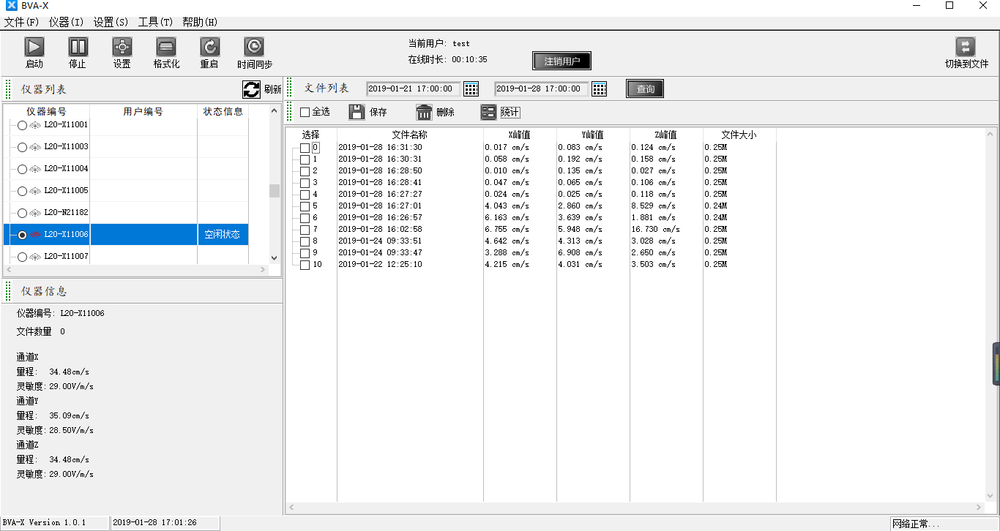 BVA-X
文件(F) 仪器(I) 设置(S) 工具(T) 帮助(H)
启动 停止 设置 格式化 重启 时间同步
当前用户: test
在线时长: 00:10:35
注销用户
切换到文件
仪器列表 刷新
仪器编号 用户编号 状态信息
L20-X11001
L20-X11003
L20-X11004
L20-X11005
L20-N21182
L20-X11006 空闲状态
L20-X11007
仪器信息
仪器编号: L20-X11006
文件数量 0
通道X
量程: 34.48cm/s
灵敏度:29.00V/m/s
通道Y
量程: 35.09cm/s
灵敏度:28.50V/m/s
通道Z
量程: 34.48cm/s
灵敏度:29.00V/m/s
文件列表 2019-01-21 17:00:00 2019-01-28 17:00:00 查询
全选 保存 删除 统计
选择 文件名称 X峰值 Y峰值 Z峰值 文件大小
0 2019-01-28 16:31:30 0.017 cm/s 0.083 cm/s 0.124 cm/s 0.25M
1 2019-01-28 16:30:31 0.058 cm/s 0.192 cm/s 0.158 cm/s 0.25M
2 2019-01-28 16:28:50 0.010 cm/s 0.135 cm/s 0.027 cm/s 0.25M
3 2019-01-28 16:28:41 0.047 cm/s 0.065 cm/s 0.106 cm/s 0.25M
4 2019-01-28 16:27:27 0.024 cm/s 0.025 cm/s 0.118 cm/s 0.25M
5 2019-01-28 16:27:01 4.043 cm/s 2.860 cm/s 8.529 cm/s 0.24M
6 2019-01-28 16:26:57 6.163 cm/s 3.639 cm/s 1.881 cm/s 0.24M
7 2019-01-28 16:02:58 6.755 cm/s 5.948 cm/s 16.730 cm/s 0.25M
8 2019-01-24 09:33:51 4.642 cm/s 4.313 cm/s 3.028 cm/s 0.25M
9 2019-01-24 09:33:47 3.288 cm/s 6.908 cm/s 2.650 cm/s 0.25M
10 2019-01-22 12:25:10 4.215 cm/s 4.031 cm/s 3.503 cm/s 0.25M
BVA-X Version 1.0.1 2019-01-28 17:01:26 网络正常...